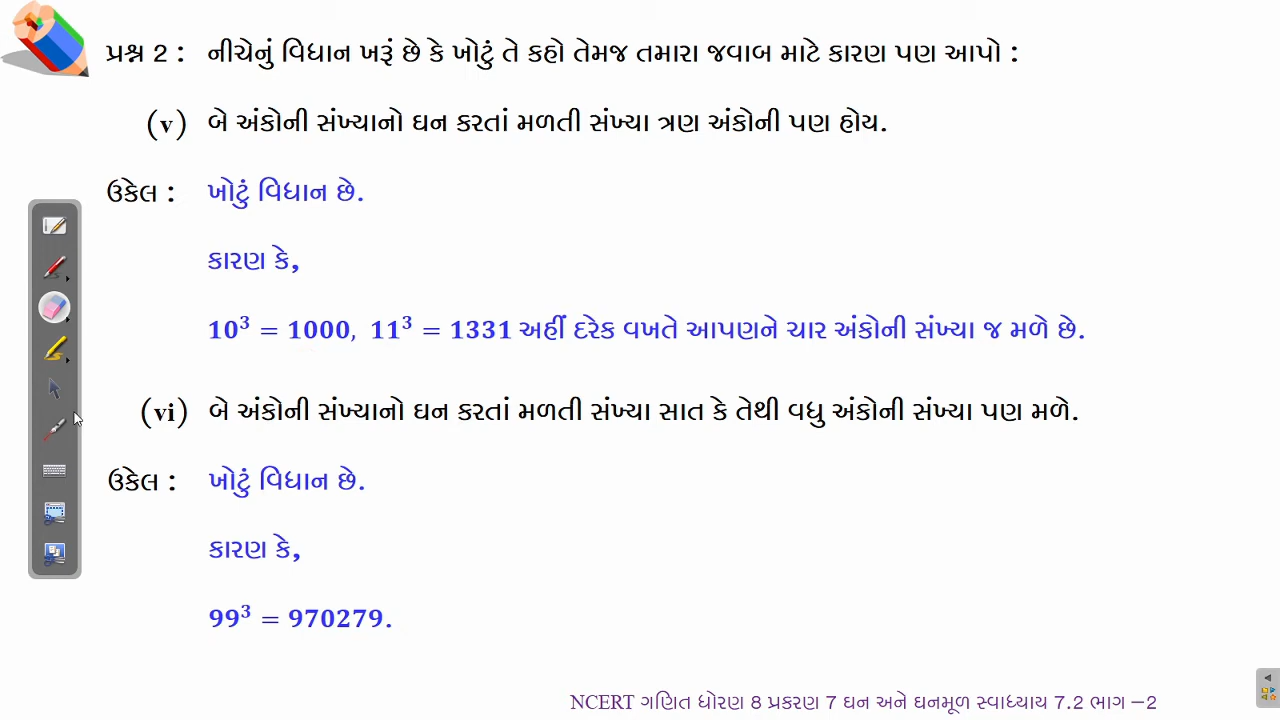 પ્રશ્ન 2 : નીચેનું વિધાન ખરૂં છે કે ખોટું તે કહો તેમજ તમારા જવાબ માટે કારણ પણ આપો :
(v) બે અંકોની સંખ્યાનો ઘન કરતાં મળતી સંખ્યા ત્રણ અંકોની પણ હોય.
ઉકેલ : ખોટું વિધાન છે.
કારણ કે,
10³ = 1000, 11³ = 1331 અહીં દરેક વખતે આપણને ચાર અંકોની સંખ્યા જ મળે છે.
(vi) બે અંકોની સંખ્યાનો ઘન કરતાં મળતી સંખ્યા સાત કે તેથી વધુ અંકોની સંખ્યા પણ મળે.
ઉકેલ : ખોટું વિધાન છે.
કારણ કે,
99³ = 970279.
NCERT ગણિત ધોરણ 8 પ્રકરણ 7 ઘન અને ઘનમૂળ સ્વાધ્યાય 7.2 ભાગ −2